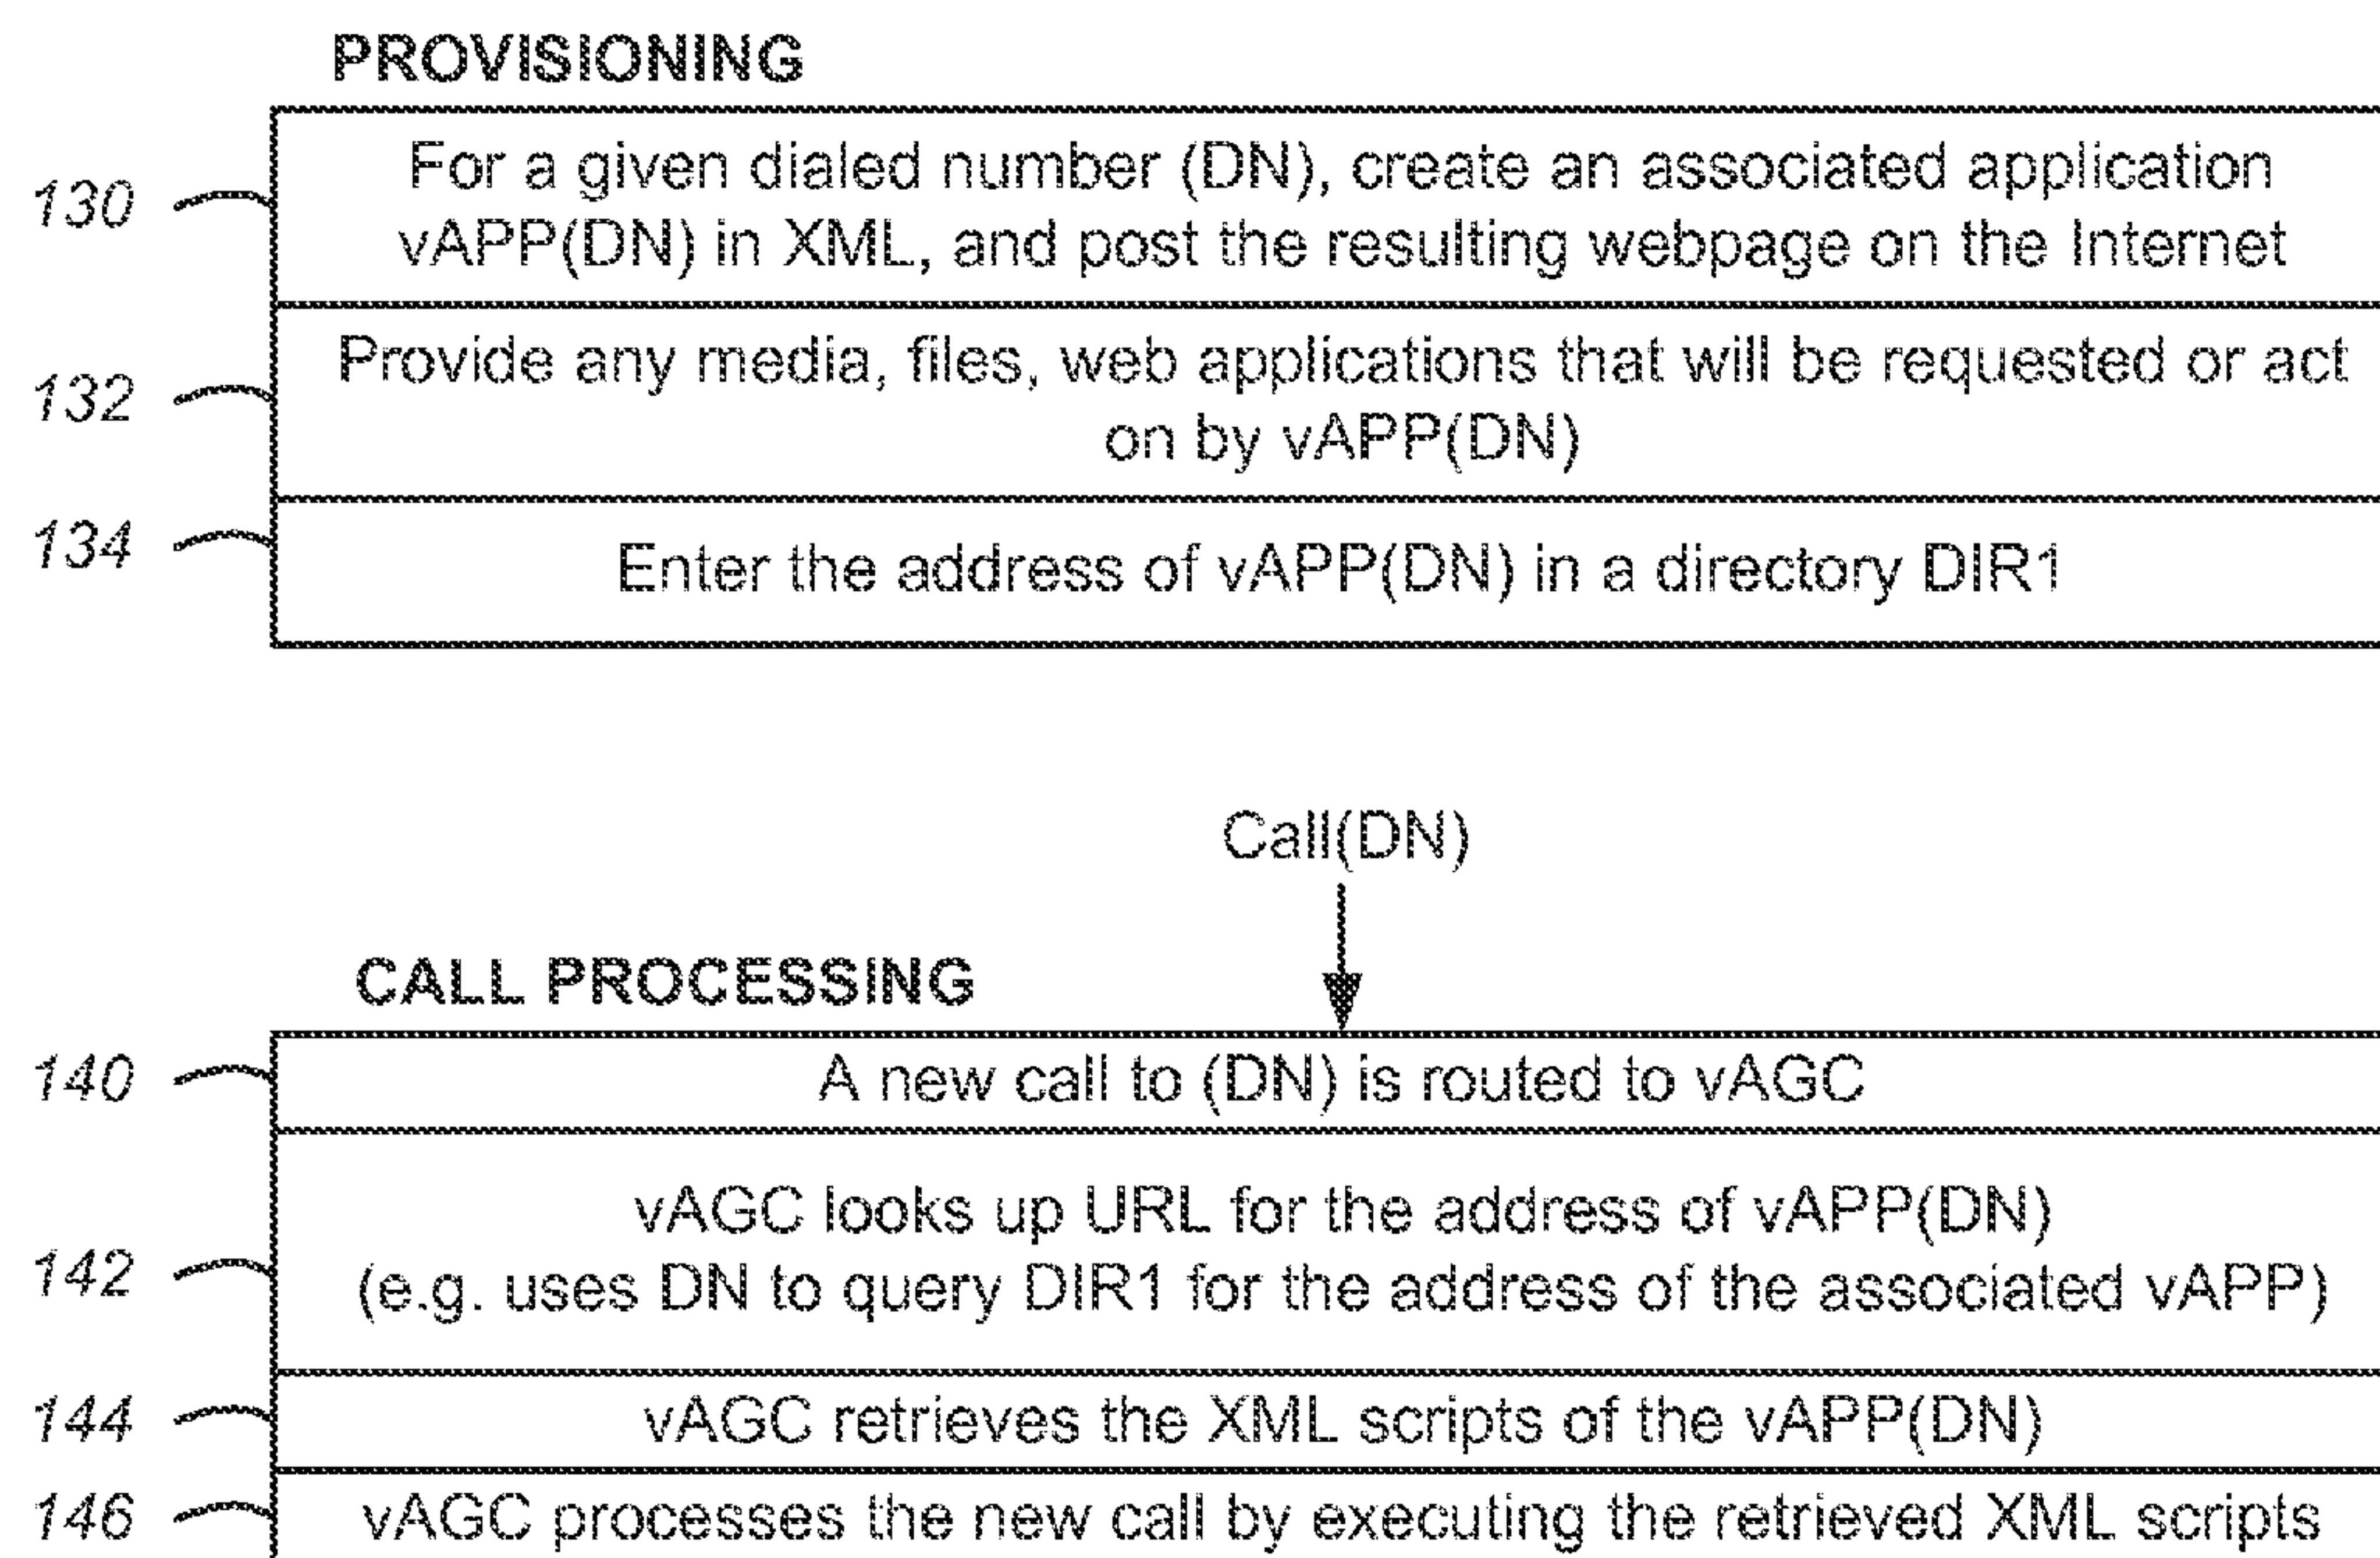 PROVISIONING
130
For a given dialed number (DN), create an associated application
vAPP(DN) in XML, and post the resulting webpage on the Internet
132
Provide any media, files, web applications that will be requested or act
on by vAPP(DN)
134
Enter the address of vAPP(DN) in a directory DIR1
Call(DN)
CALL PROCESSING
140
A new call to (DN) is routed to vAGC
142
vAGC looks up URL for the address of vAPP(DN)
(e.g. uses DN to query DIR1 for the address of the associated vAPP)
144
vAGC retrieves the XML scripts of the vAPP(DN)
146
vAGC processes the new call by executing the retrieved XML scripts